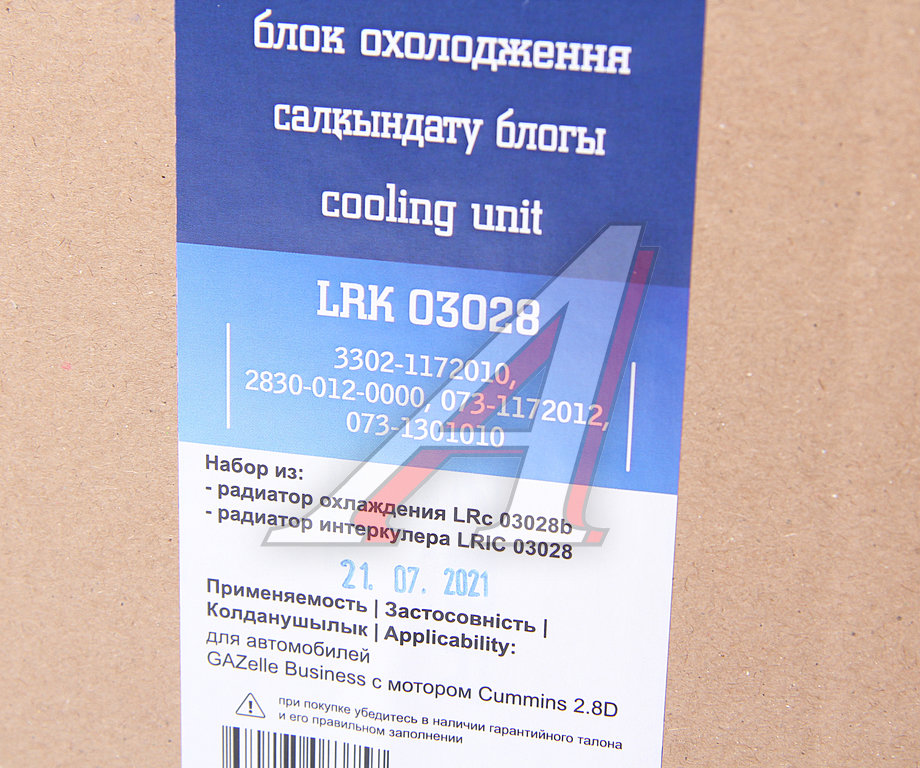 блок охолодження
салқындату блогы
cooling unit
LRK 03028
3302-1172010,
2830-012-0000, 073-1172012,
073-1301010
Набор из:
- радиатор охлаждения LRc 03028b
- радиатор интеркулера LRIC 03028
21. 07. 2021
Применяемость | Застосовність |
Колданушылык | Applicability:
для автомобилей
GAZelle Business с мотором Cummins 2.8D
при покупке убедитесь в наличии гарантийного талона
и его правильном заполнении